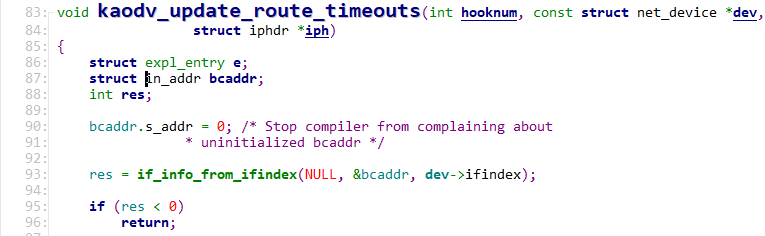 83: void kaodv_update_route_timeouts(int hooknum, const struct net_device *dev,
84: struct iphdr *iph)
85: {
86: struct expl_entry e;
87: struct in_addr bcaddr;
88: int res;
89:
90: bcaddr.s_addr = 0; /* Stop compiler from complaining about
91: * uninitialized bcaddr */
92:
93: res = if_info_from_ifindex(NULL, &bcaddr, dev->ifindex);
94:
95: if (res < 0)
96: return;